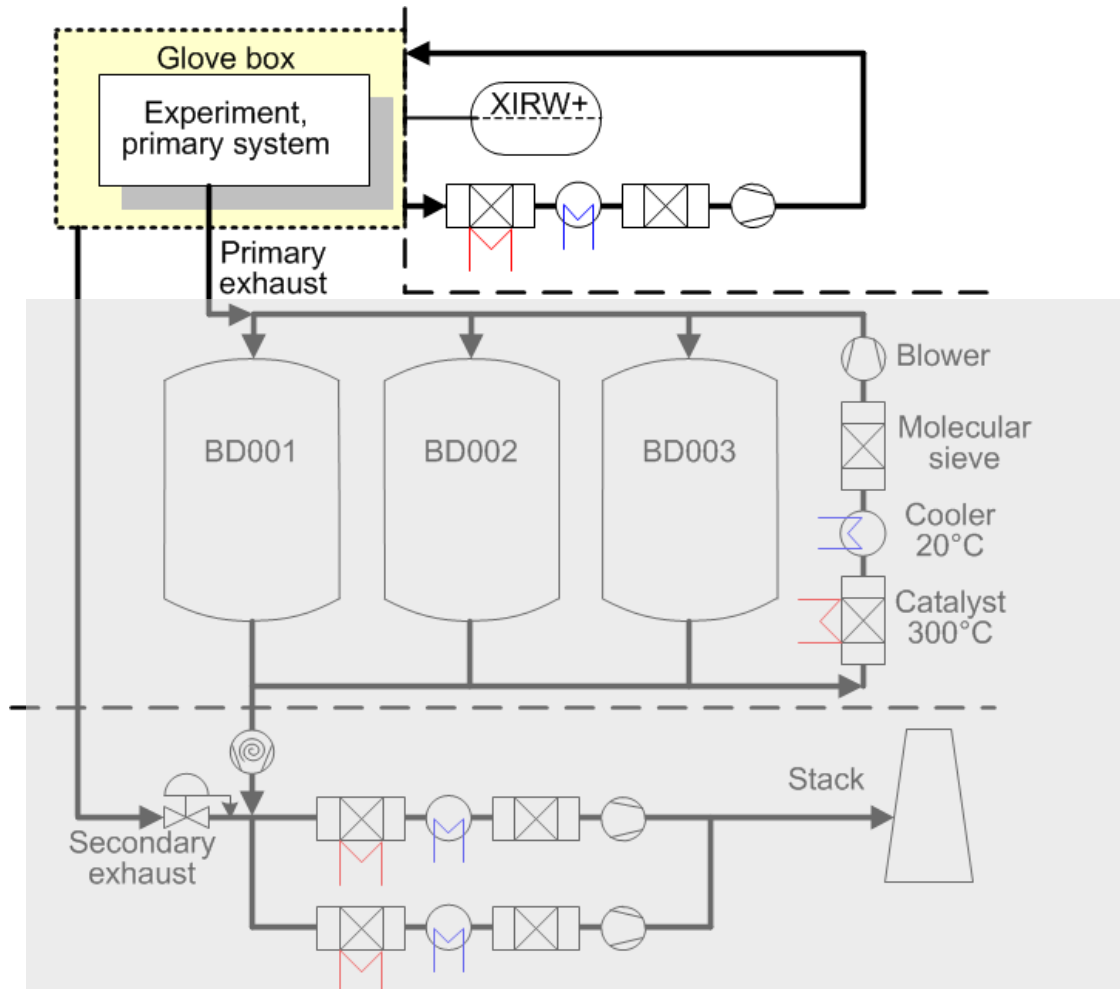 Glove box
Experiment,
primary system
XIRW+
Primary
exhaust
BD001
BD002
BD003
Blower
Molecular
sieve
Cooler
20°C
Catalyst
300°C
Stack
Secondary
exhaust